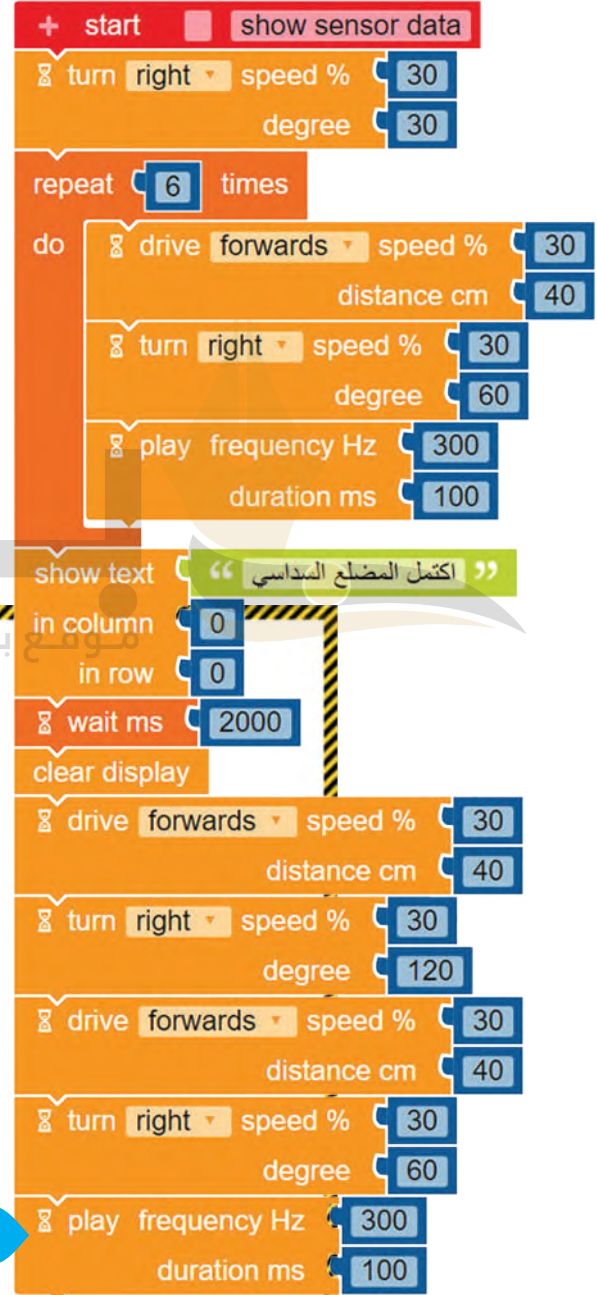 + start show sensor data
turn right speed % 30
degree 30
repeat 6 times
do drive forwards speed % 30
distance cm 40
turn right speed % 30
degree 60
play frequency Hz 300
duration ms 100
show text “ اكتمل المضلع السداسي ”
in column 0
in row 0
wait ms 2000
clear display
drive forwards speed % 30
distance cm 40
turn right speed % 30
degree 120
drive forwards speed % 30
distance cm 40
turn right speed % 30
degree 60
play frequency Hz 300
duration ms 100